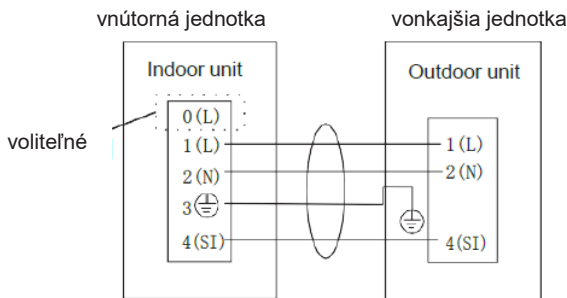 vnútorná jednotka
vonkajšia jednotka
Indoor unit
Outdoor unit
voliteľné
0(L)
1(L)
2(N)
3
4(SI)
1(L)
2(N)
4(SI)